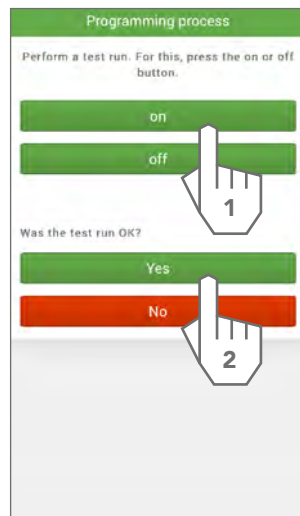 Programming process
Perform a test run. For this, press the on or off
button.
on
off
1
Was the test run OK?
Yes
No
2